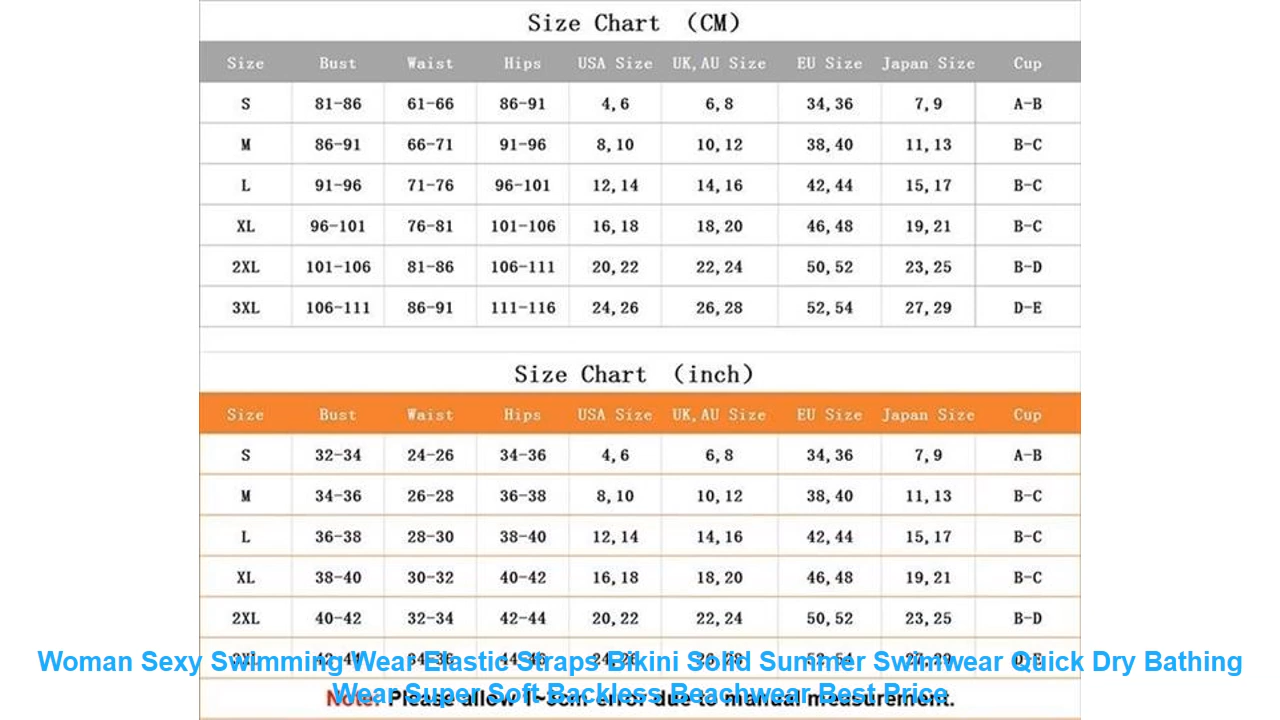 Size Chart （CM）
Size Bust Waist Hips USA Size UK,AU Size EU Size Japan Size Cup
S 81-86 61-66 86-91 4,6 6,8 34,36 7,9 A-B
M 86-91 66-71 91-96 8,10 10,12 38,40 11,13 B-C
L 91-96 71-76 96-101 12,14 14,16 42,44 15,17 B-C
XL 96-101 76-81 101-106 16,18 18,20 46,48 19,21 B-C
2XL 101-106 81-86 106-111 20,22 22,24 50,52 23,25 B-D
3XL 106-111 86-91 111-116 24,26 26,28 52,54 27,29 D-E
Size Chart （inch）
Size Bust Waist Hips USA Size UK,AU Size EU Size Japan Size Cup
S 32-34 24-26 34-36 4,6 6,8 34,36 7,9 A-B
M 34-36 26-28 36-38 8,10 10,12 38,40 11,13 B-C
L 36-38 28-30 38-40 12,14 14,16 42,44 15,17 B-C
XL 38-40 30-32 40-42 16,18 18,20 46,48 19,21 B-C
2XL 40-42 32-34 42-44 20,22 22,24 50,52 23,25 B-D
Woman Sexy Swimming Wear Elastic Straps Bikini Solid Summer Swimwear Quick Dry Bathing
Wear Super Soft Backless Beachwear Best Price
Note: Please allow 1~3cm error due to manual measurement.